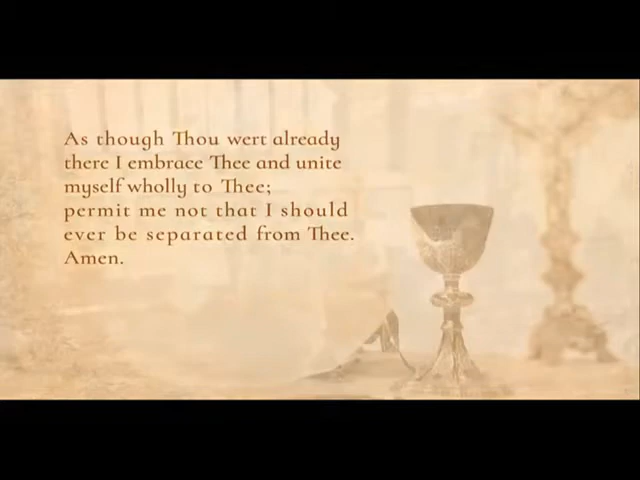 As though Thou wert already
there I embrace Thee and unite
myself wholly to Thee;
permit me not that I should
ever be separated from Thee.
Amen.